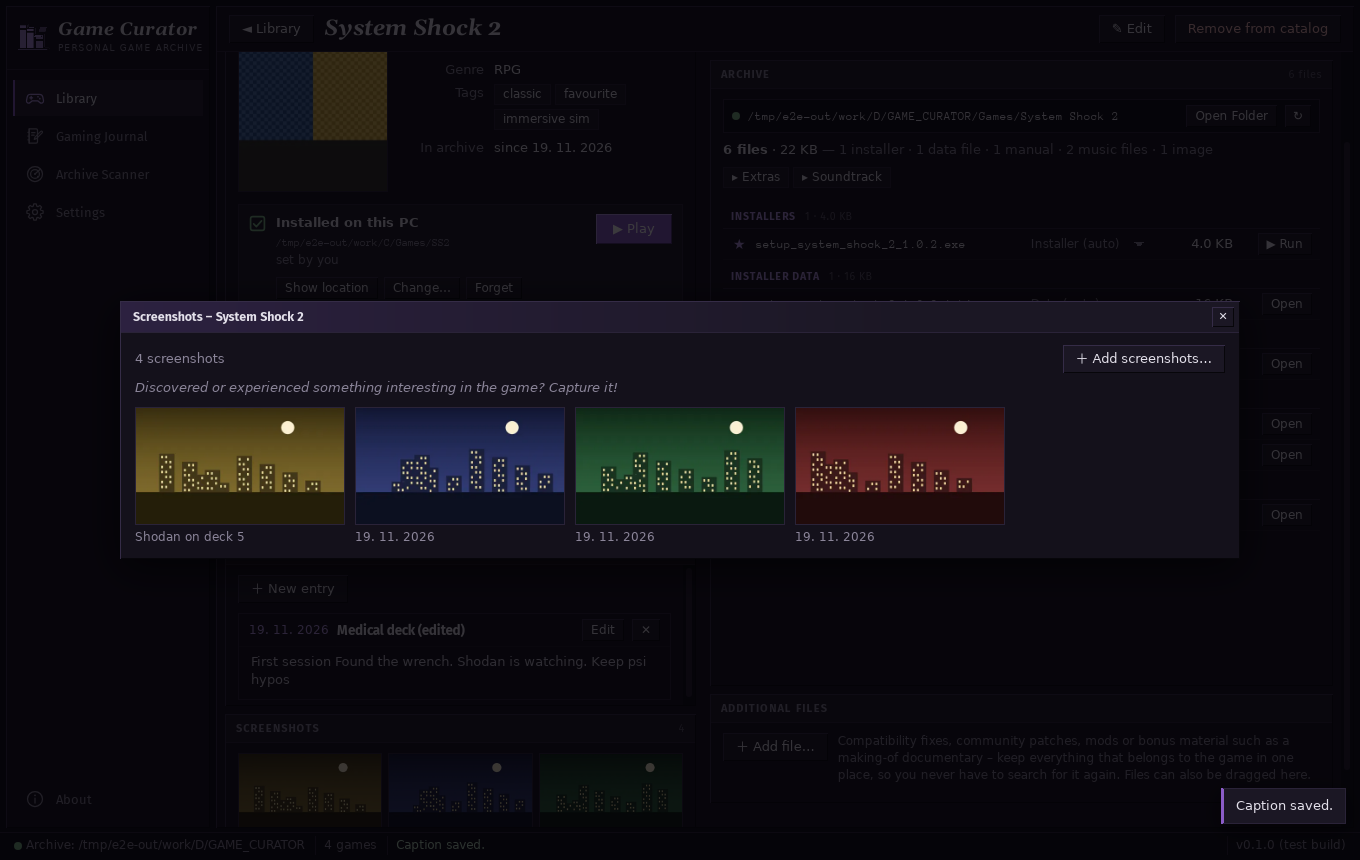 Game Curator
PERSONAL GAME ARCHIVE
Library
Gaming Journal
Archive Scanner
Settings
About
◄ Library
System Shock 2
✎ Edit
Remove from catalog
Genre RPG
Tags classic favourite
immersive sim
In archive since 19. 11. 2026
Installed on this PC
/tmp/e2e-out/work/C/Games/SS2
set by you
▶ Play
Show location Change... Forget
ARCHIVE 6 files
/tmp/e2e-out/work/D/GAME_CURATOR/Games/System Shock 2
Open Folder ↻
6 files · 22 KB — 1 installer · 1 data file · 1 manual · 2 music files · 1 image
▸ Extras ▸ Soundtrack
INSTALLERS 1 · 4.0 KB
★ setup_system_shock_2_1.0.2.exe Installer (auto) 4.0 KB ▶ Run
INSTALLER DATA 1 · 16 KB
Open
Open
Open
Open
Open
Screenshots – System Shock 2 ×
4 screenshots + Add screenshots...
Discovered or experienced something interesting in the game? Capture it!
Shodan on deck 5
19. 11. 2026
19. 11. 2026
19. 11. 2026
+ New entry
19. 11. 2026 Medical deck (edited) Edit ×
First session Found the wrench. Shodan is watching. Keep psi
hypos
SCREENSHOTS
ADDITIONAL FILES
+ Add file...
Compatibility fixes, community patches, mods or bonus material such as a
making-of documentary – keep everything that belongs to the game in one
place, so you never have to search for it again. Files can also be dragged here.
Caption saved.
Archive: /tmp/e2e-out/work/D/GAME_CURATOR 4 games Caption saved. v0.1.0 (test build)